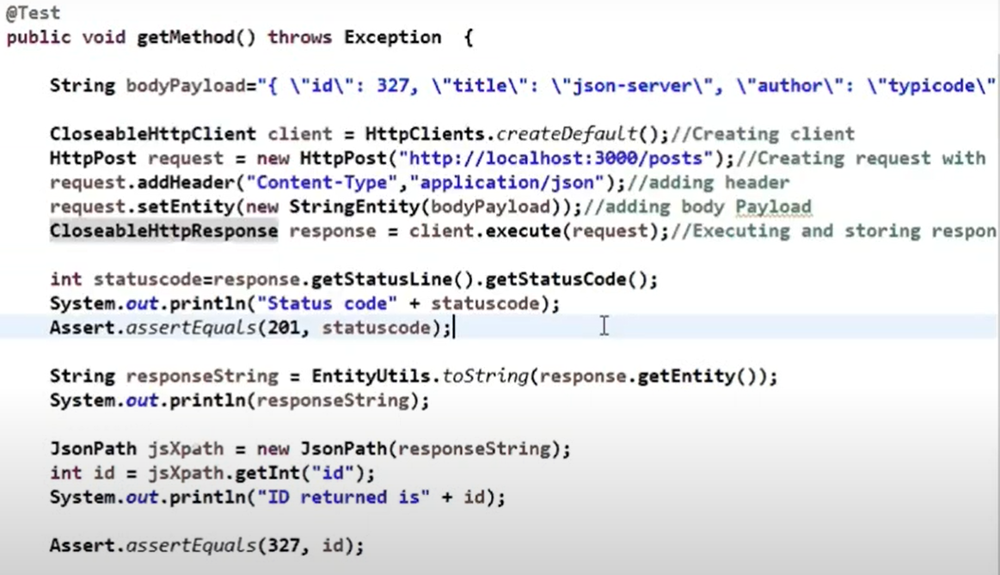 @Test
public void getMethod() throws Exception  {
String bodyPayload="{ \"id\": 327, \"title\": \"json-server\", \"author\": \"typicode\"
CloseableHttpClient client = HttpClients.createDefault();//Creating client
HttpPost request = new HttpPost("http://localhost:3000/posts");//Creating request with
request.addHeader("Content-Type","application/json");//adding header
request.setEntity(new StringEntity(bodyPayload));//adding body Payload
CloseableHttpResponse response = client.execute(request);//Executing and storing respon
int statuscode=response.getStatusLine().getStatusCode();
System.out.println("Status code" + statuscode);
Assert.assertEquals(201, statuscode);
String responseString = EntityUtils.toString(response.getEntity());
System.out.println(responseString);
JsonPath jsXpath = new JsonPath(responseString);
int id = jsXpath.getInt("id");
System.out.println("ID returned is" + id);
Assert.assertEquals(327, id);